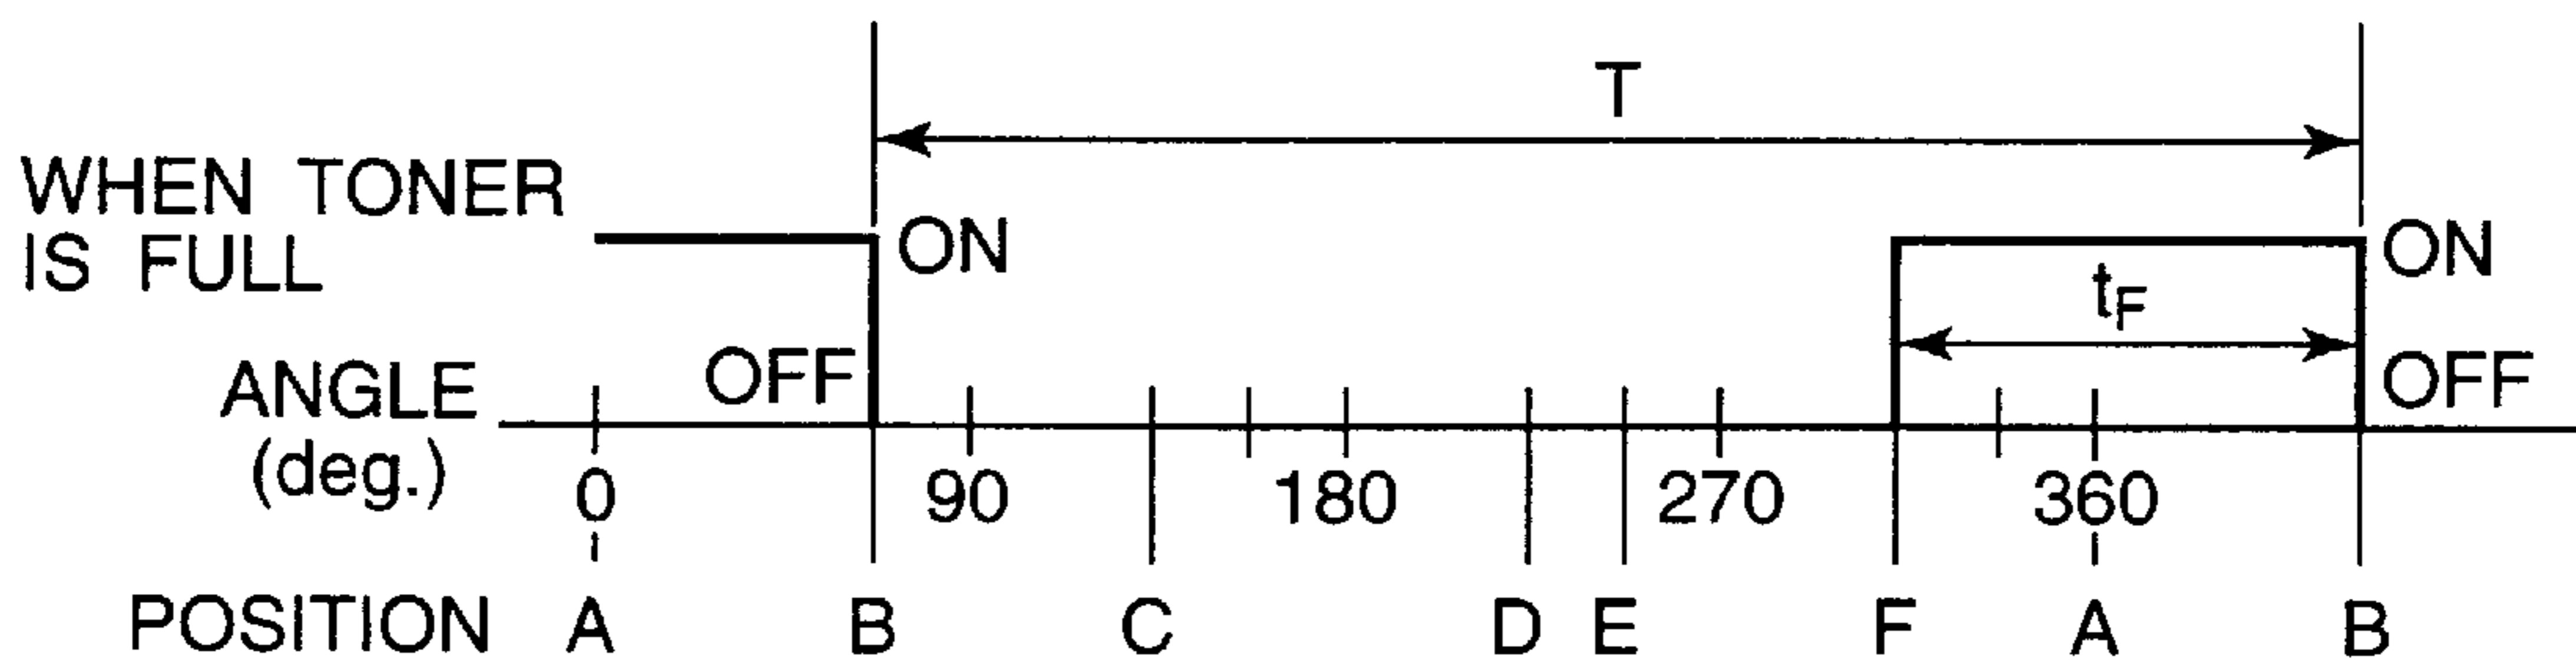 T
WHEN TONER
IS FULL
ON
ON
tF
OFF
OFF
ANGLE
(deg.)
0 90 180 270 360
POSITION A B C D E F A B